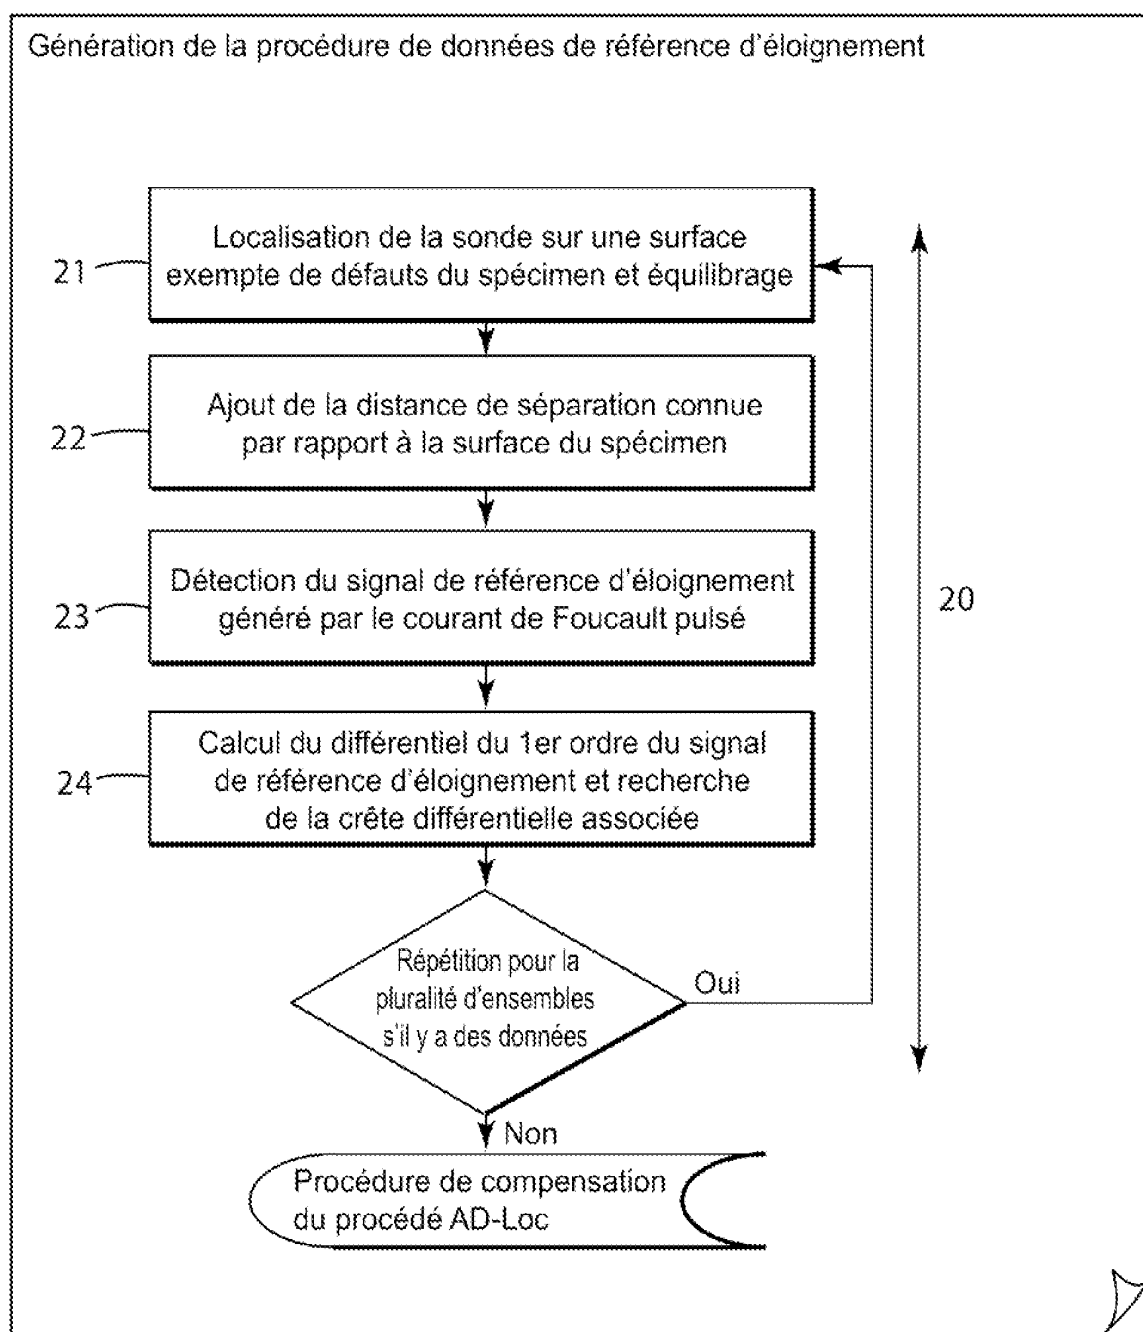 Génération de la procédure de données de référence d'éloignement
21
Localisation de la sonde sur une surface
exempte de défauts du spécimen et équilibrage
22
Ajout de la distance de séparation connue
par rapport à la surface du spécimen
23
Détection du signal de référence d'éloignement
généré par le courant de Foucault pulsé
20
24
Calcul du différentiel du 1er ordre du signal
de référence d'éloignement et recherche
de la crête différentielle associée
Répétition pour la
pluralité d'ensembles
s'il y a des données
Oui
Non
Procédure de compensation
du procédé AD-Loc